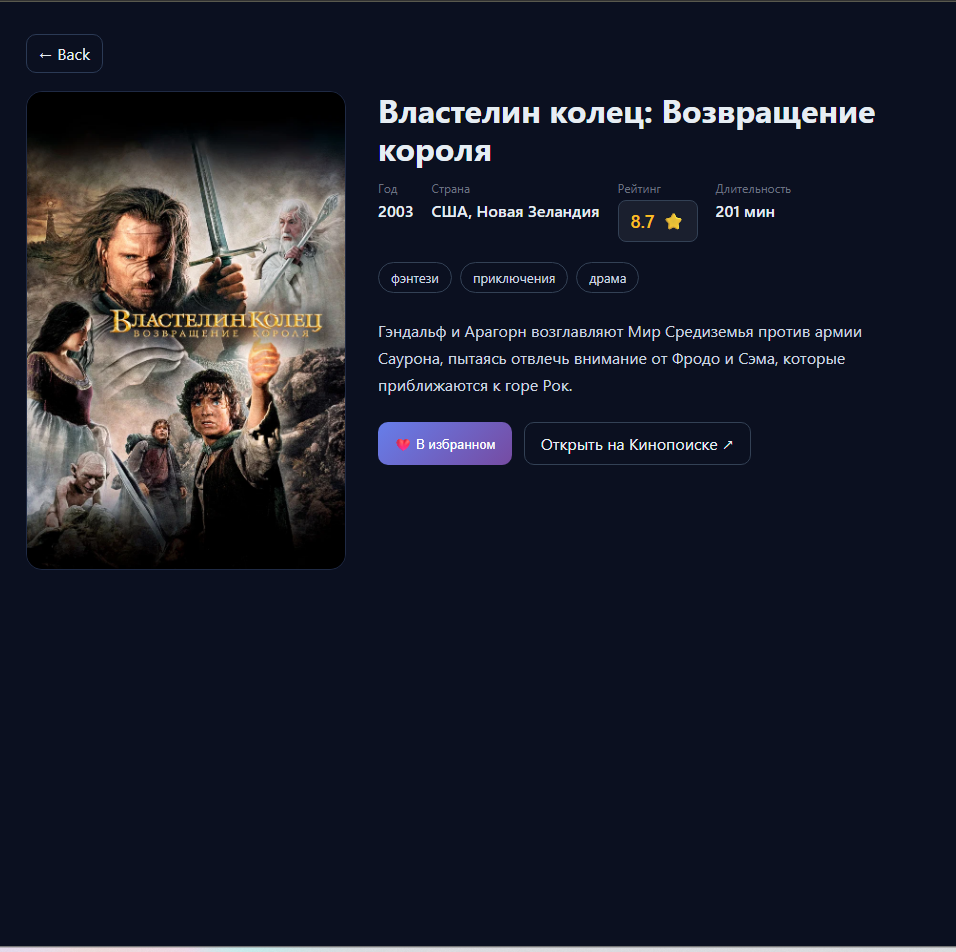 ← Back
Властелин колец: Возвращение
короля
Год Страна Рейтинг Длительность
2003 США, Новая Зеландия 8.7 201 мин
фэнтези приключения драма
Гэндальф и Арагорн возглавляют Мир Средиземья против армии
Саурона, пытаясь отвлечь внимание от Фродо и Сэма, которые
приближаются к горе Рок.
В избранном Открыть на Кинопоиске ↗
Властелин Колец
Возвращение короля